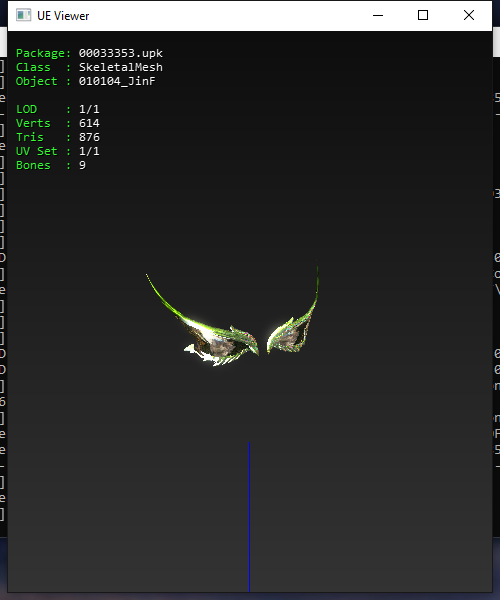 UE Viewer
Package: 00033353.upk
Class  : SkeletalMesh
Object : 010104_JinF
LOD    : 1/1
Verts  : 614
Tris   : 876
UV Set : 1/1
Bones  : 9